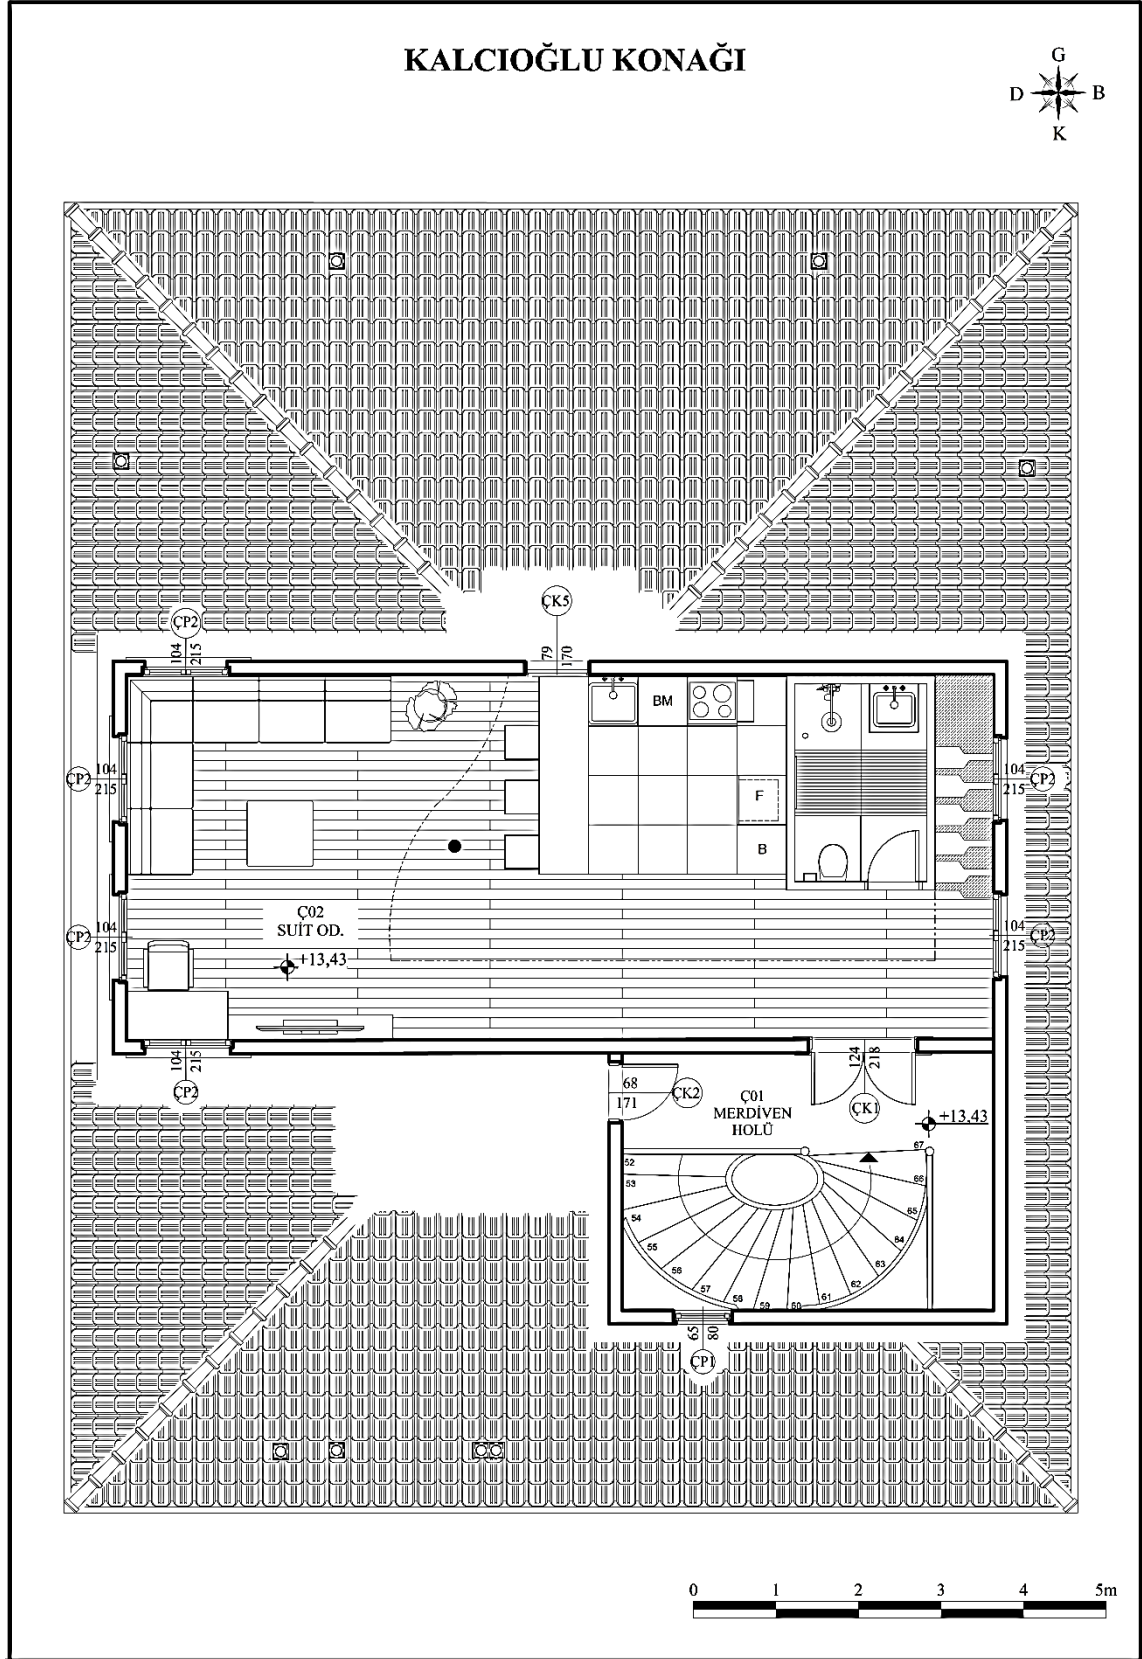 KALCIOĞLU KONAĞI
G
D B
K
ÇK5
79
170
ÇP2
104
215
BM
ÇP2
104
215
104
215
ÇP2
F
B
Ç02
SUİT OD.
+13,43
ÇP2
104
215
104
215
ÇP2
104
215
ÇP2
68
171
ÇK2
Ç01
MERDİVEN
HOLÜ
124
218
ÇK1
+13,43
67
52
53
54
55
56
57
58
59
60
61
62
63
64
65
66
65
80
ÇP1
0 1 2 3 4 5m